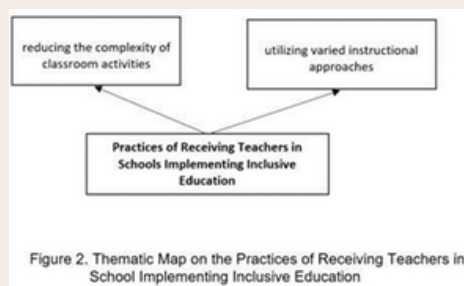 reducing the complexity of
classroom activities
utilizing varied instructional
approaches
Practices of Receiving Teachers in
Schools Implementing Inclusive
Education
Figure 2. Thematic Map on the Practices of Receiving Teachers in
School Implementing Inclusive Education